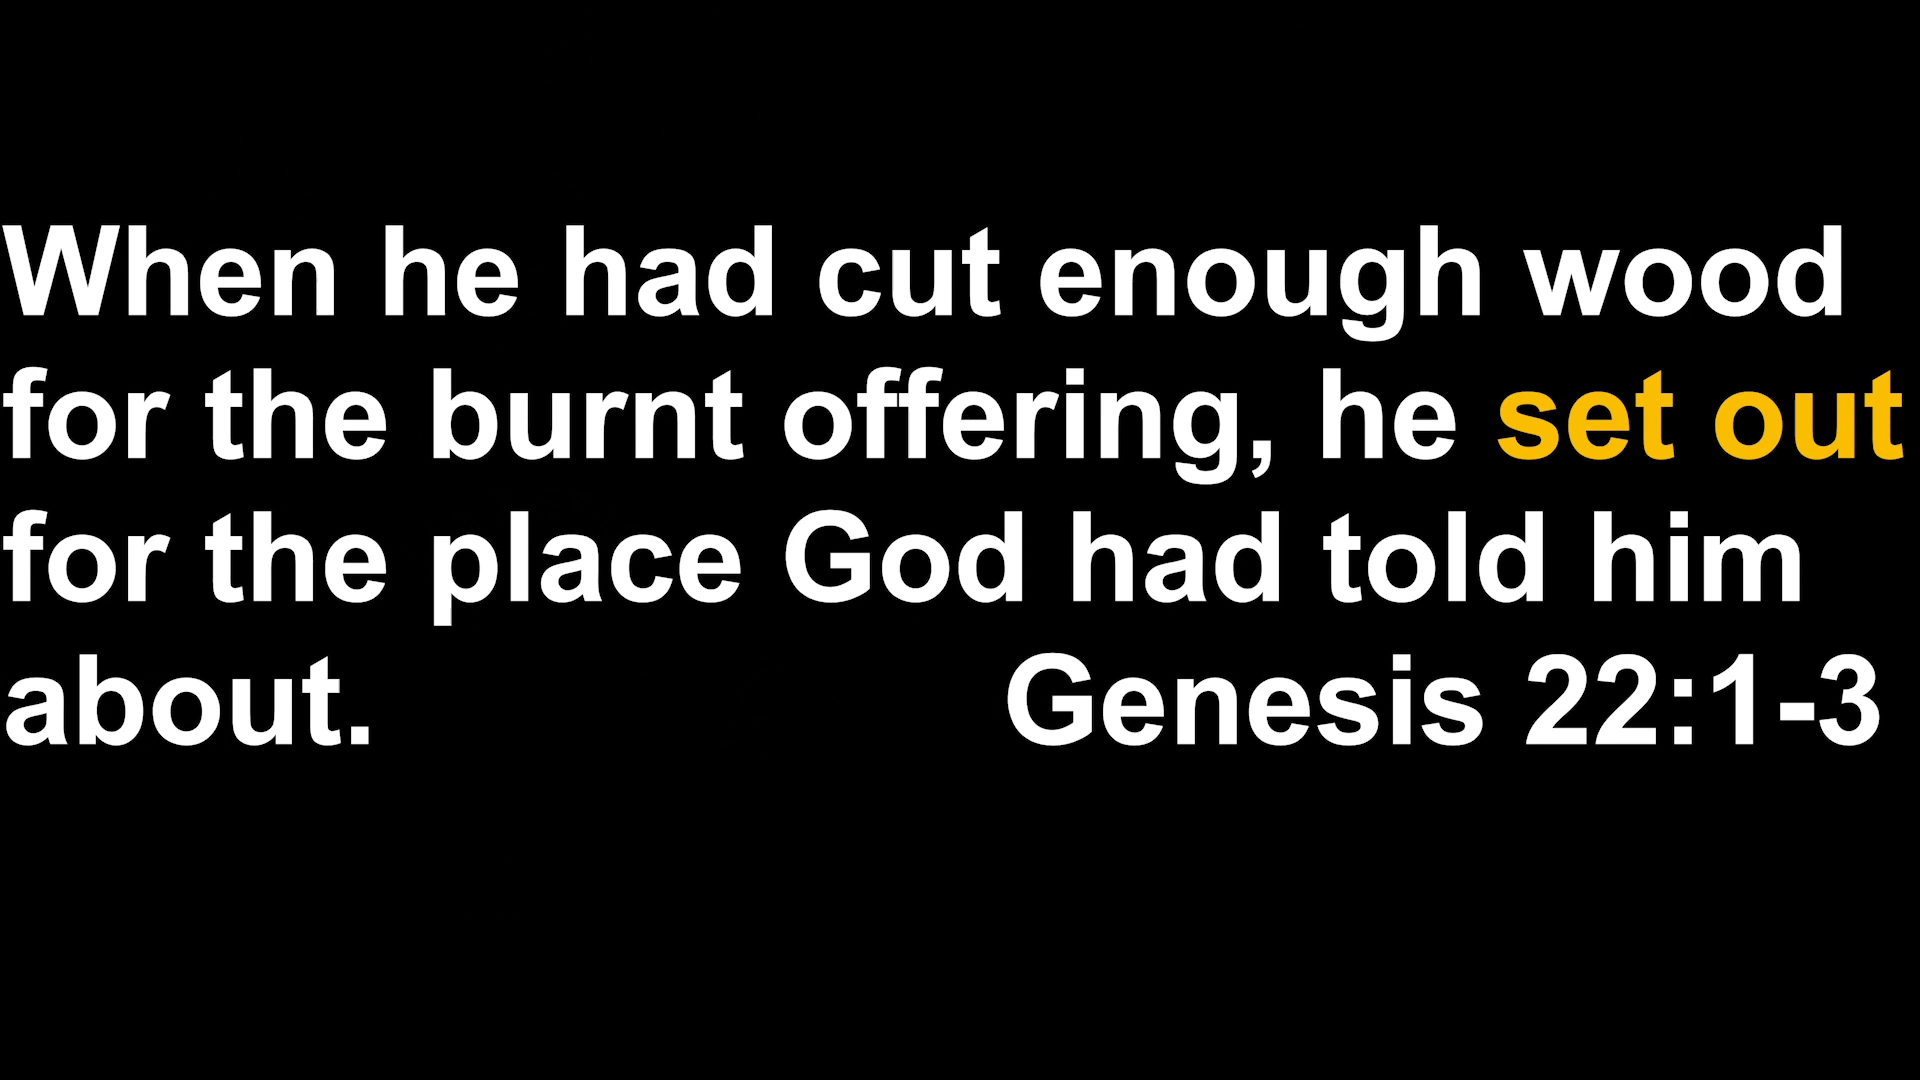 When he had cut enough wood
for the burnt offering, he set out
for the place God had told him
about. Genesis 22:1-3